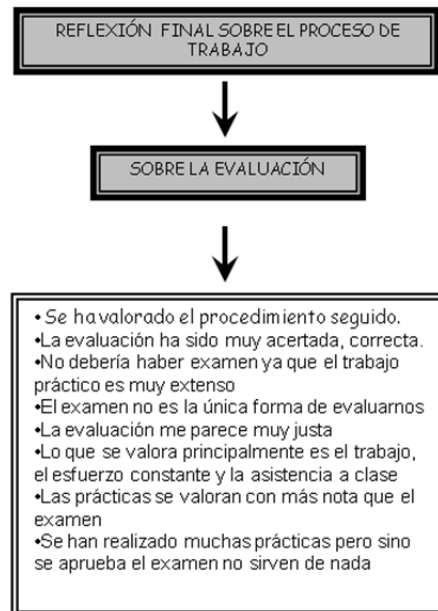 REFLEXIÓN FINAL SOBRE EL PROCESO DE
TRABAJO
SOBRE LA EVALUACIÓN
•Se ha valorado el procedimiento seguido.
•La evaluación ha sido muy acertada, correcta.
•No debería haber examen ya que el trabajo
práctico es muy extenso
•El examen no es la única forma de evaluarnos
•La evaluación me parece muy justa
•Lo que se valora principalmente es el trabajo,
el esfuerzo constante y la asistencia a clase
•Las prácticas se valoran con más nota que el
examen
•Se han realizado muchas prácticas pero sino
se aprueba el examen no sirven de nada